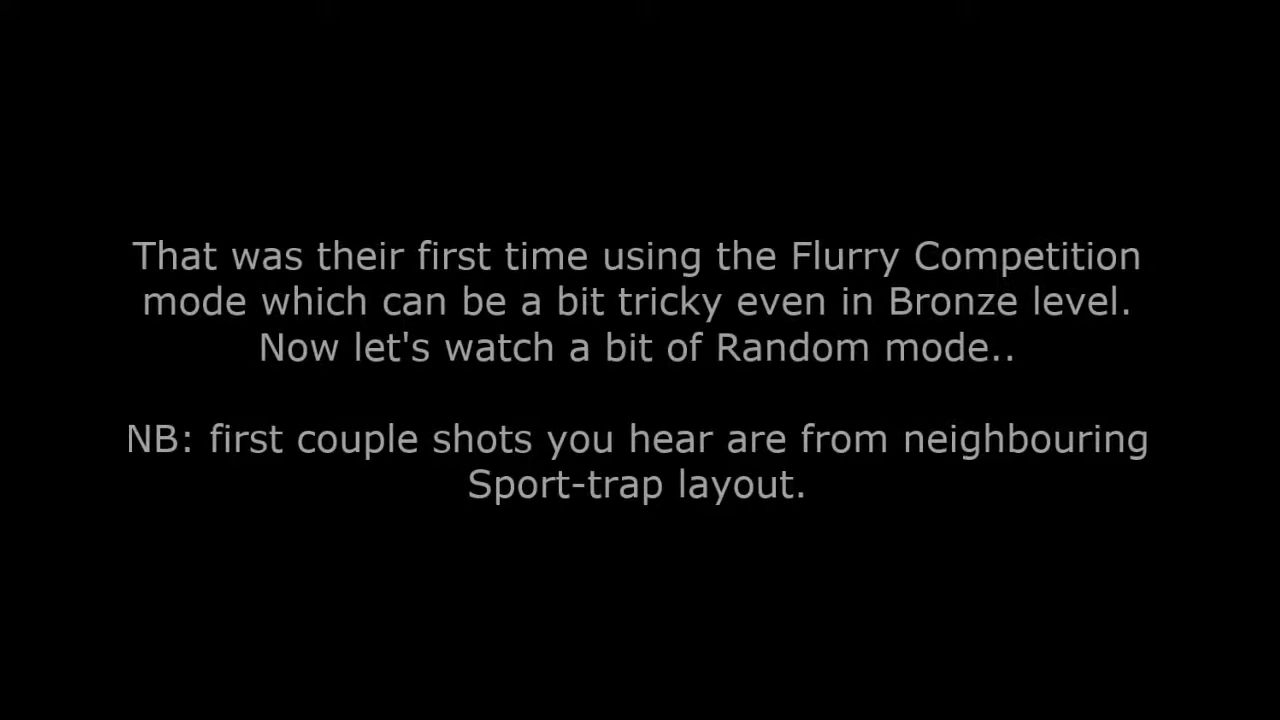 That was their first time using the Flurry Competition
mode which can be a bit tricky even in Bronze level.
Now let's watch a bit of Random mode..
NB: first couple shots you hear are from neighbouring
Sport-trap layout.